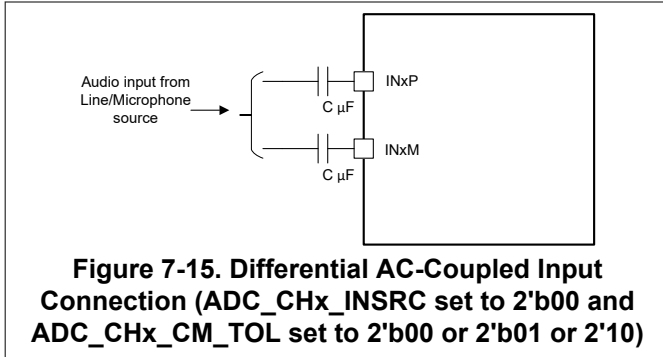 Audio input from
Line/Microphone
source
INxP
C µF
INxM
C µF
Figure 7-15. Differential AC-Coupled Input
Connection (ADC_CHx_INSRC set to 2'b00 and
ADC_CHx_CM_TOL set to 2'b00 or 2'b01 or 2'10)